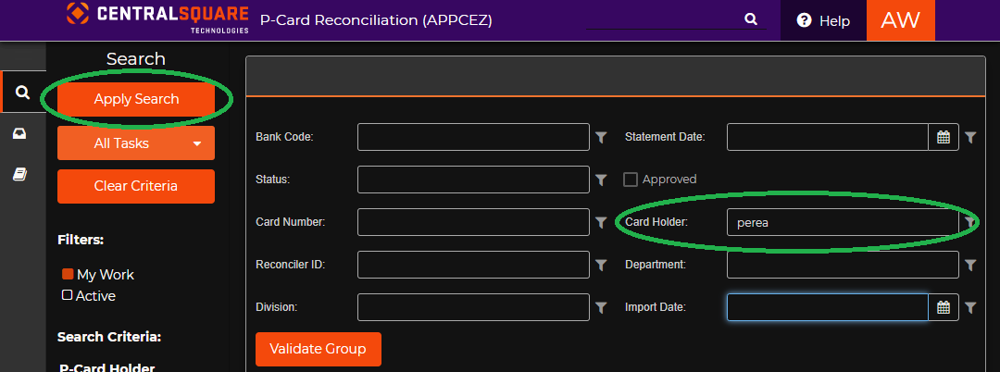 CENTRALSQUARE
TECHNOLOGIES
P-Card Reconciliation (APPCEZ)
Help
AW
Search
Apply Search
All Tasks
Clear Criteria
Filters:
My Work
Active
Search Criteria:
P-Card Holder
Bank Code:
Statement Date:
Status:
Approved
Card Number:
Card Holder: perea
Reconciler ID:
Department:
Division:
Import Date:
Validate Group